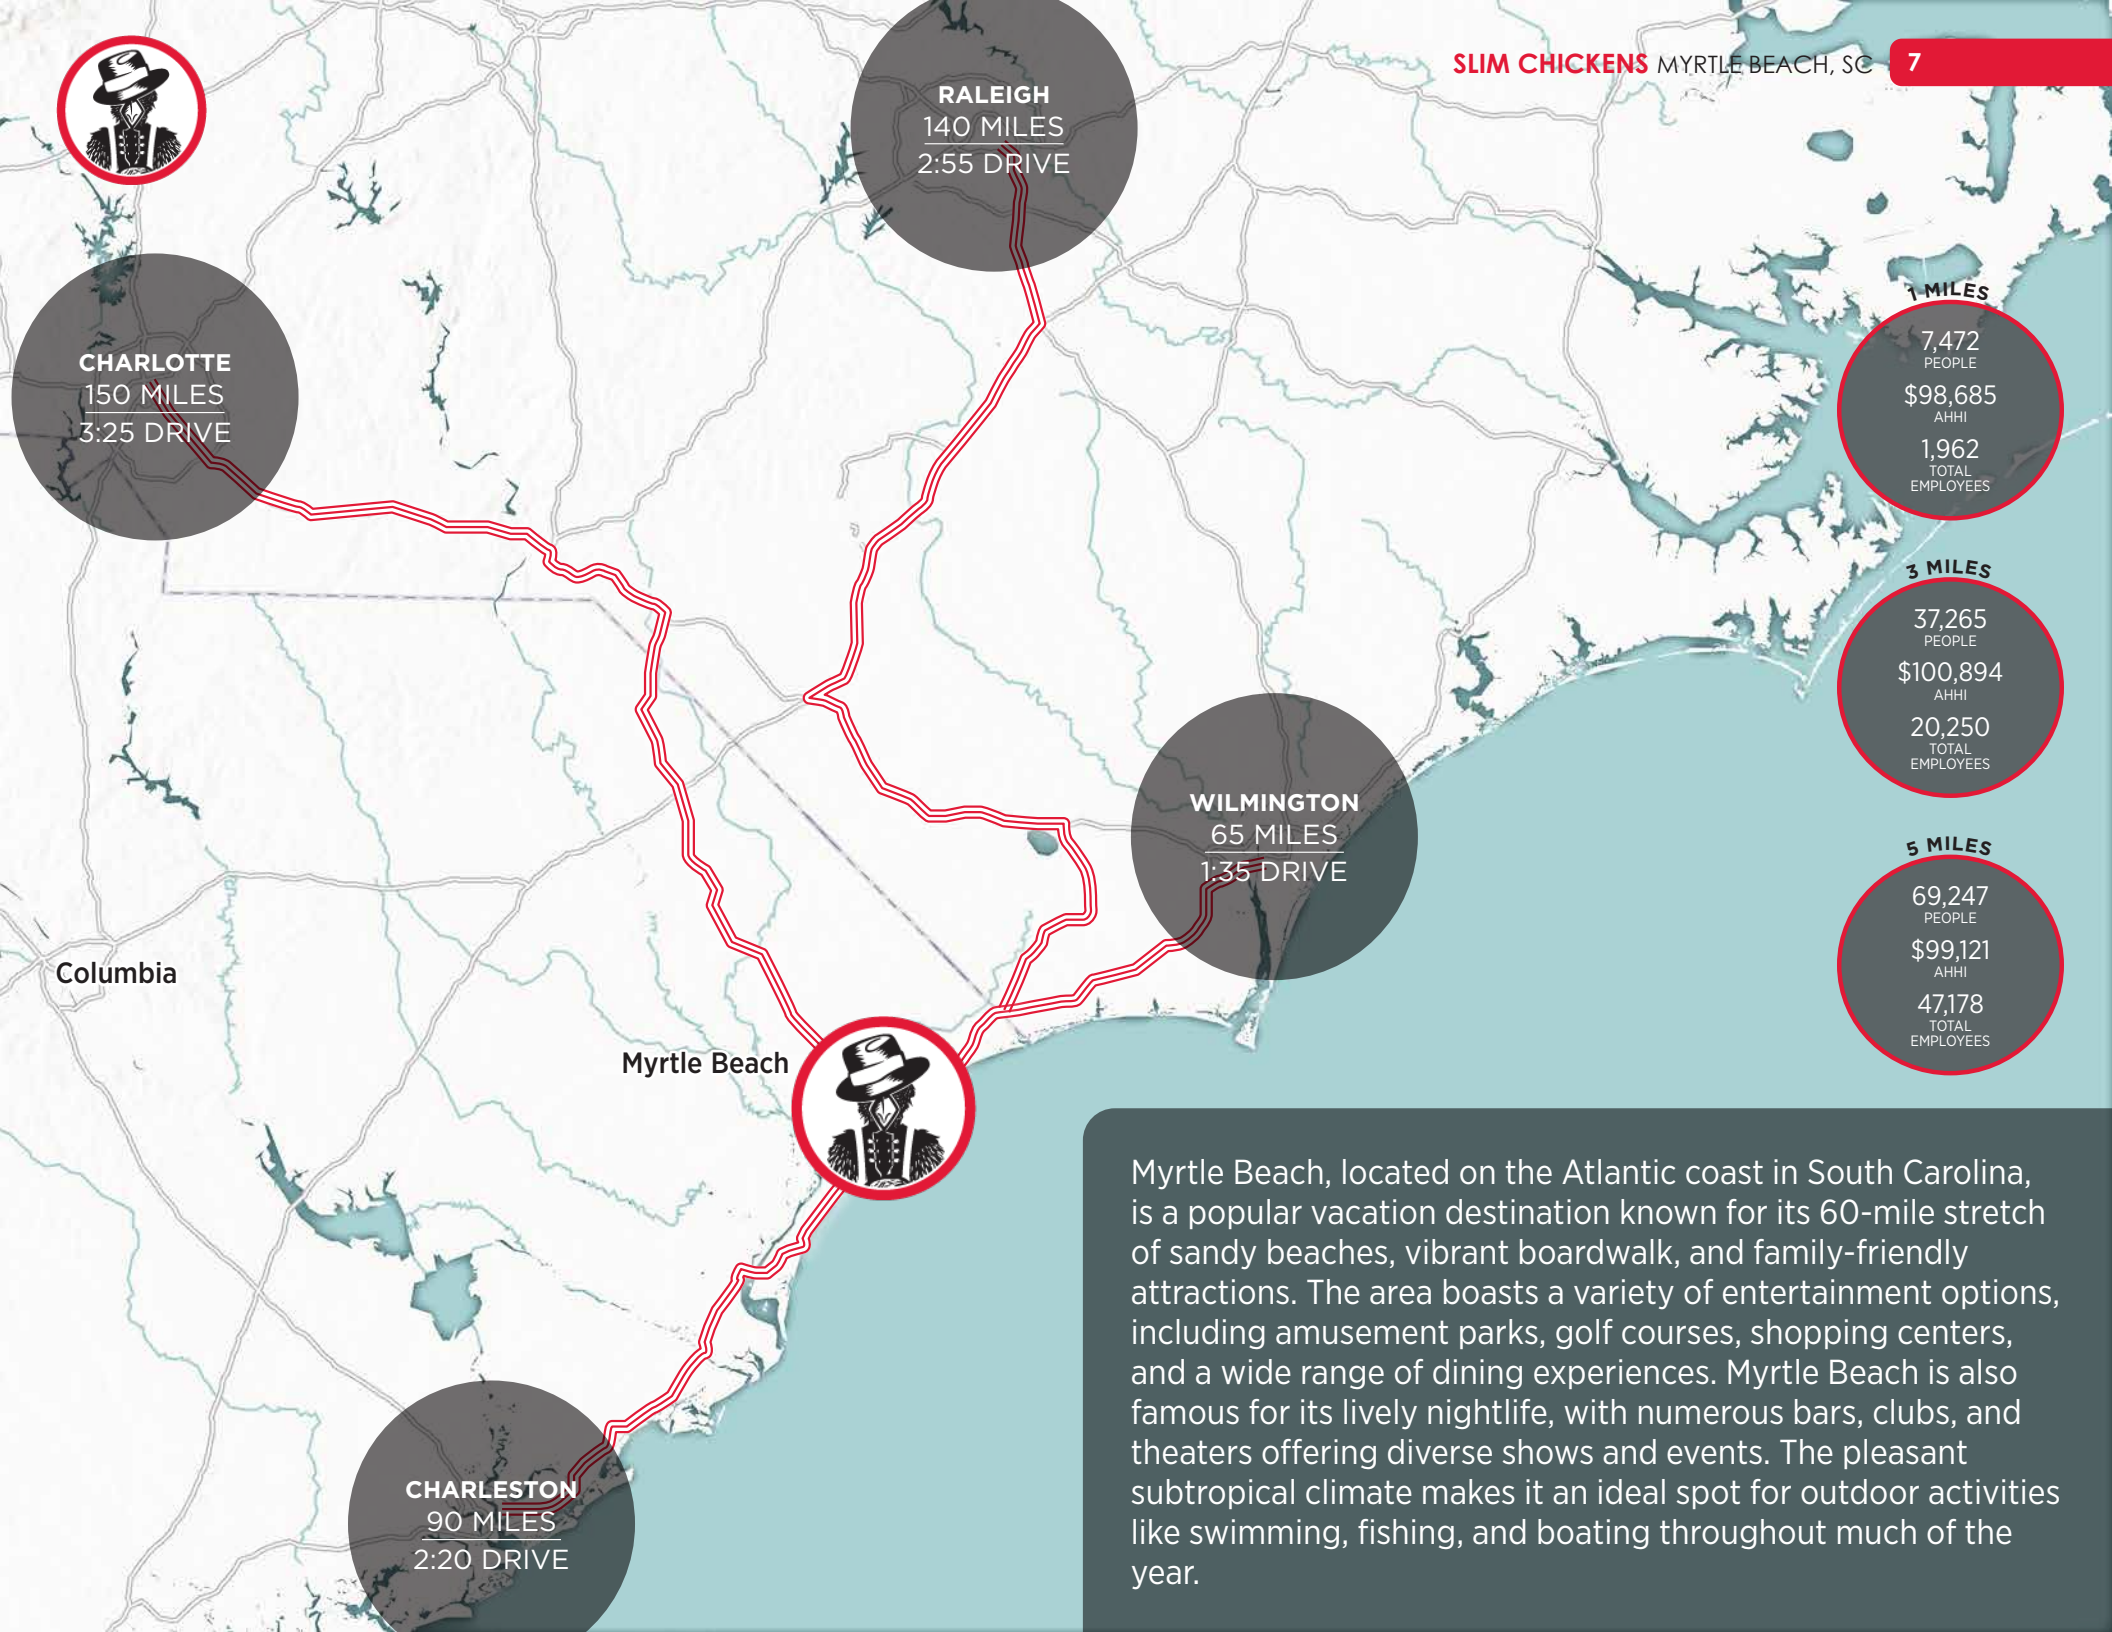 SLIM CHICKENS MYRTLE BEACH, SC 7
RALEIGH
140 MILES
2:55 DRIVE
CHARLOTTE
150 MILES
3:25 DRIVE
1 MILES
7,472
PEOPLE
$98,685
AHHI
1,962
TOTAL
EMPLOYEES
3 MILES
37,265
PEOPLE
$100,894
AHHI
20,250
TOTAL
EMPLOYEES
WILMINGTON
65 MILES
1:35 DRIVE
5 MILES
69,247
PEOPLE
$99,121
AHHI
47,178
TOTAL
EMPLOYEES
Columbia
Myrtle Beach
CHARLESTON
90 MILES
2:20 DRIVE
Myrtle Beach, located on the Atlantic coast in South Carolina,
is a popular vacation destination known for its 60-mile stretch
of sandy beaches, vibrant boardwalk, and family-friendly
attractions. The area boasts a variety of entertainment options,
including amusement parks, golf courses, shopping centers,
and a wide range of dining experiences. Myrtle Beach is also
famous for its lively nightlife, with numerous bars, clubs, and
theaters offering diverse shows and events. The pleasant
subtropical climate makes it an ideal spot for outdoor activities
like swimming, fishing, and boating throughout much of the
year.